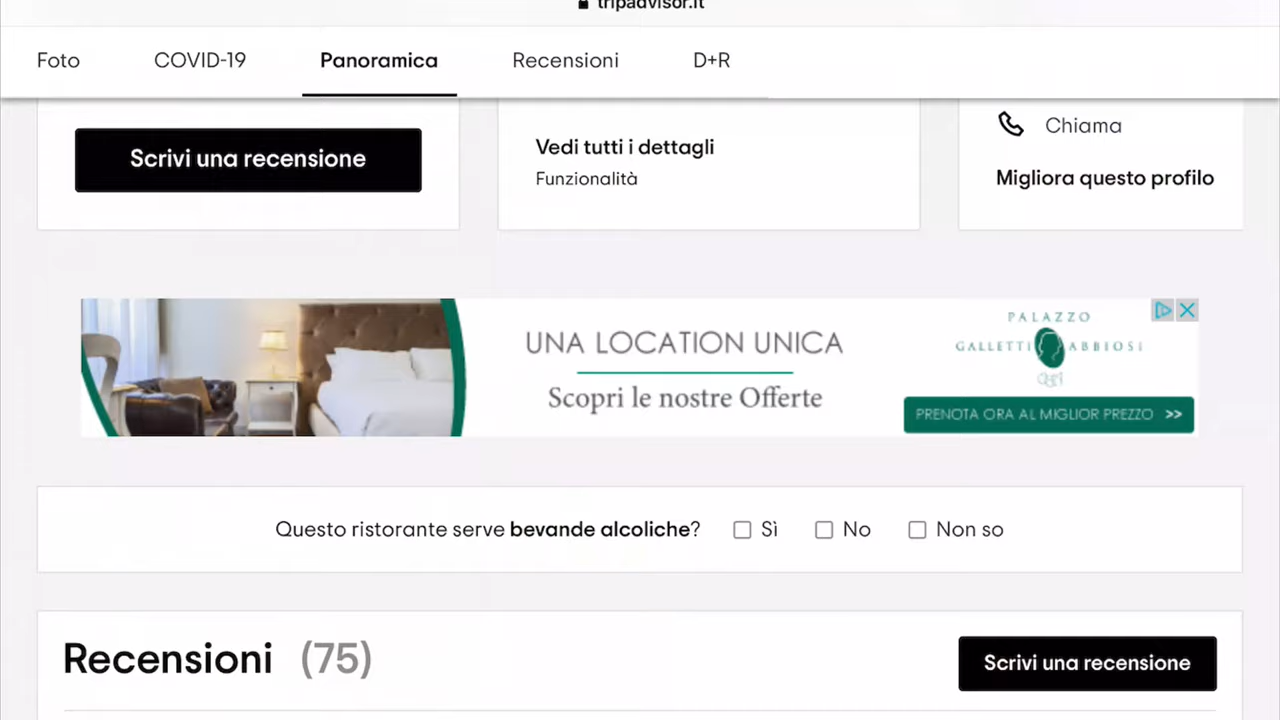 tripadvisor.it
Foto
COVID-19
Panoramica
Recensioni
D+R
Scrivi una recensione
Vedi tutti i dettagli
Funzionalità
Chiama
Migliora questo profilo
UNA LOCATION UNICA
Scopri le nostre Offerte
PALAZZO
GALLETTI ABBIOSI
PRENOTA ORA AL MIGLIOR PREZZO >>
Questo ristorante serve bevande alcoliche? Sì No Non so
Recensioni (75)
Scrivi una recensione